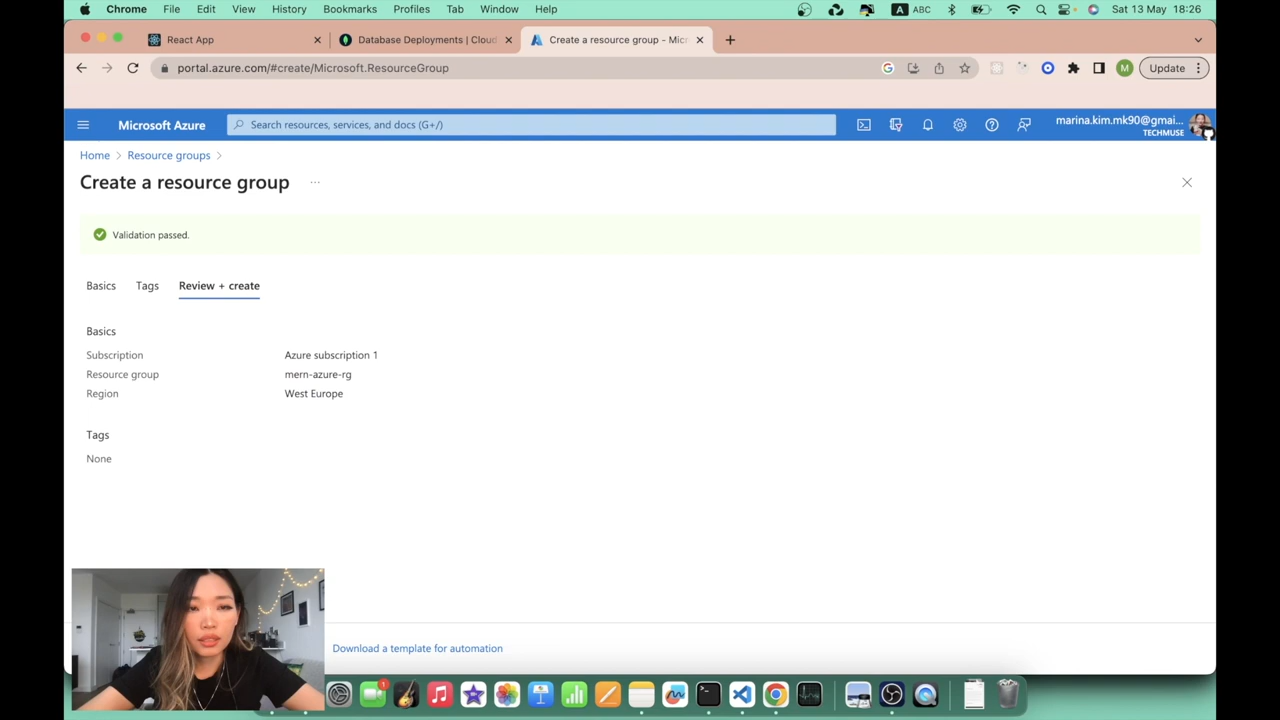 Chrome File Edit View History Bookmarks Profiles Tab Window Help A ABC Sat 13 May 18:26
React App Database Deployments | Cloud Create a resource group - Micr
portal.azure.com/#create/Microsoft.ResourceGroup M Update
Microsoft Azure Search resources, services, and docs (G+/) marina.kim.mk90@gmai...
TECHMUSE
Home Resource groups
Create a resource group ...
Validation passed.
Basics Tags Review + create
Basics
Subscription Azure subscription 1
Resource group mern-azure-rg
Region West Europe
Tags
None
Download a template for automation
1